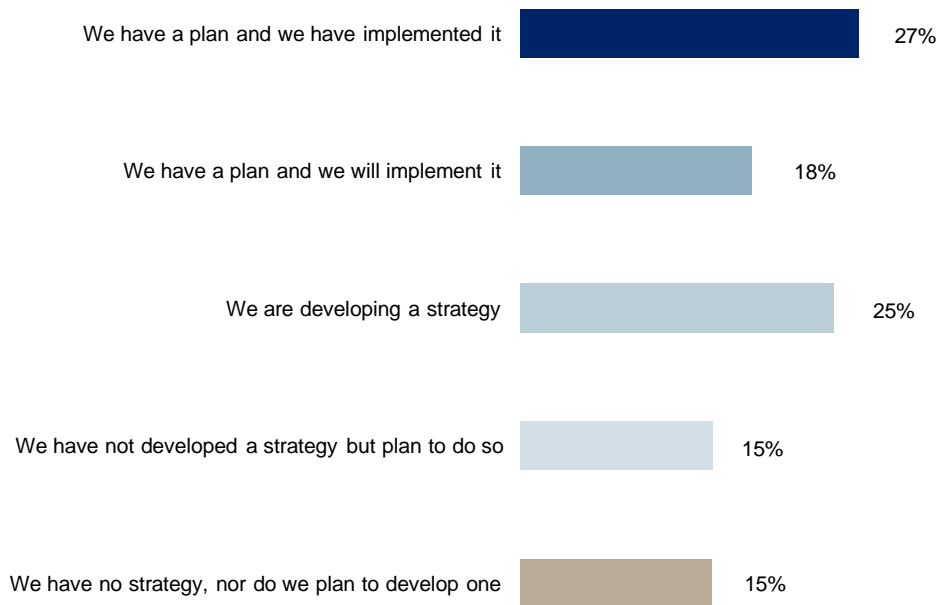 We have a plan and we have implemented it 27%
We have a plan and we will implement it 18%
We are developing a strategy 25%
We have not developed a strategy but plan to do so 15%
We have no strategy, nor do we plan to develop one 15%